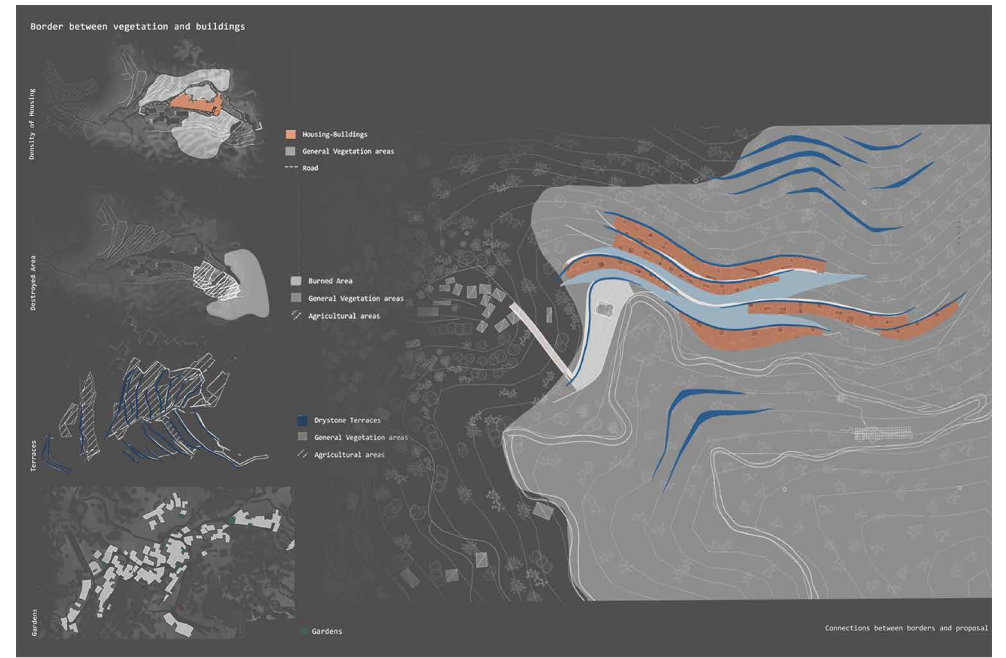 Border between vegetation and buildings
Density of Housing
Housing-Buildings
General Vegetation areas
Road
Destroyed Area
Burned Area
General Vegetation areas
Agricultural areas
Terraces
Drystone Terraces
General Vegetation areas
Agricultural areas
Gardens
Gardens
Connections between borders and proposal